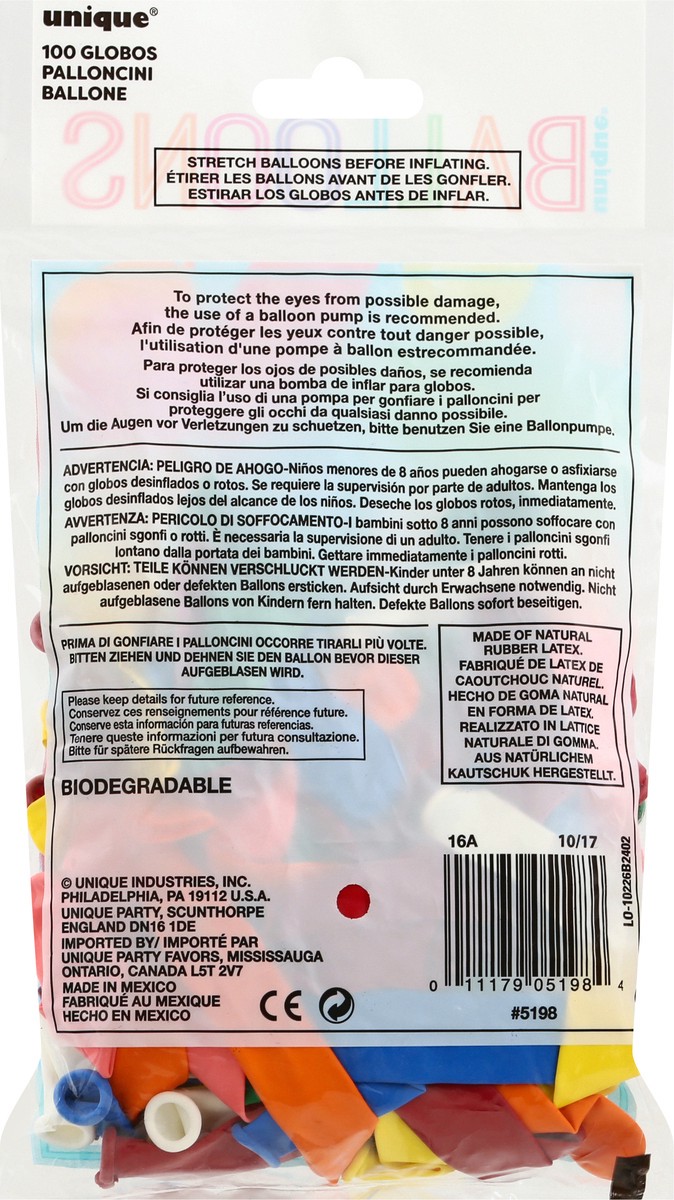 unique®
100 GLOBOS
PALLONCINI
BALLONE
BALLOONS
unique.
STRETCH BALLOONS BEFORE INFLATING.
ÉTIRER LES BALLONS AVANT DE LES GONFLER.
ESTIRAR LOS GLOBOS ANTES DE INFLAR.
To protect the eyes from possible damage,
the use of a balloon pump is recommended.
Afin de protéger les yeux contre tout danger possible,
l'utilisation d'une pompe à ballon estrecommandée.
Para proteger los ojos de posibles daños, se recomienda
utilizar una bomba de inflar para globos.
Si consiglia l'uso di una pompa per gonfiare i palloncini per
proteggere gli occhi da qualsiasi danno possibile.
Um die Augen vor Verletzungen zu schuetzen, bitte benutzen Sie eine Ballonpumpe.
ADVERTENCIA: PELIGRO DE AHOGO-Niños menores de 8 años pueden ahogarse o asfixiarse
con globos desinflados o rotos. Se requiere la supervisión por parte de adultos. Mantenga los
globos desinflados lejos del alcance de los niños. Deseche los globos rotos, inmediatamente.
AVVERTENZA: PERICOLO DI SOFFOCAMENTO-I bambini sotto 8 anni possono soffocare con
palloncini sgonfi o rotti. È necessaria la supervisione di un adulto. Tenere i palloncini sgonfi
lontano dalla portata dei bambini. Gettare immediatamente i palloncini rotti.
VORSICHT: TEILE KÖNNEN VERSCHLUCKT WERDEN-Kinder unter 8 Jahren können an nicht
aufgeblasenen oder defekten Ballons ersticken. Aufsicht durch Erwachsene notwendig. Nicht
aufgeblasene Ballons von Kindern fern halten. Defekte Ballons sofort beseitigen.
PRIMA DI GONFIARE I PALLONCINI OCCORRE TIRARLI PIÙ VOLTE.
BITTEN ZIEHEN UND DEHNEN SIE DEN BALLON BEVOR DIESER
AUFGEBLASEN WIRD.
Please keep details for future reference.
Conservez ces renseignements pour référence future.
Conserve esta información para futuras referencias.
Tenere queste informazioni per futura consultazione.
Bitte für spätere Rückfragen aufbewahren.
MADE OF NATURAL
RUBBER LATEX.
FABRIQUÉ DE LATEX DE
CAOUTCHOUC NATUREL.
HECHO DE GOMA NATURAL
EN FORMA DE LATEX.
REALIZZATO IN LATTICE
NATURALE DI GOMMA.
AUS NATÜRLICHEM
KAUTSCHUK HERGESTELLT.
BIODEGRADABLE
© UNIQUE INDUSTRIES, INC.
PHILADELPHIA, PA 19112 U.S.A.
UNIQUE PARTY, SCUNTHORPE
ENGLAND DN16 1DE
IMPORTED BY/ IMPORTÉ PAR
UNIQUE PARTY FAVORS, MISSISSAUGA
ONTARIO, CANADA L5T 2V7
MADE IN MEXICO
FABRIQUÉ AU MEXIQUE
HECHO EN MEXICO
CE
16A 10/17
0 11179 05198 4
#5198
LO-10226B2402